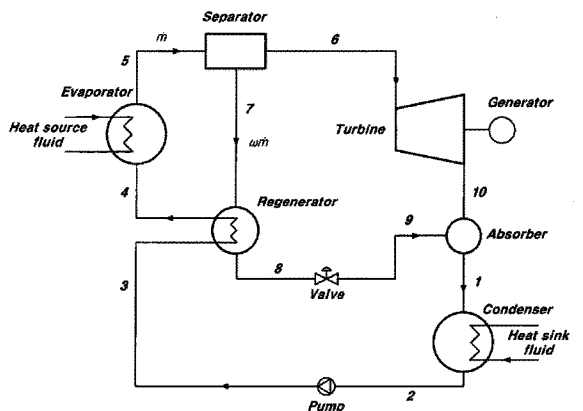 Separator
ṁ
6
5
Evaporator
Heat source
fluid
7
Turbine
Generator
ωṁ
4
Regenerator
10
9
Absorber
8
Valve
3
1
Condenser
Heat sink
fluid
2
Pump